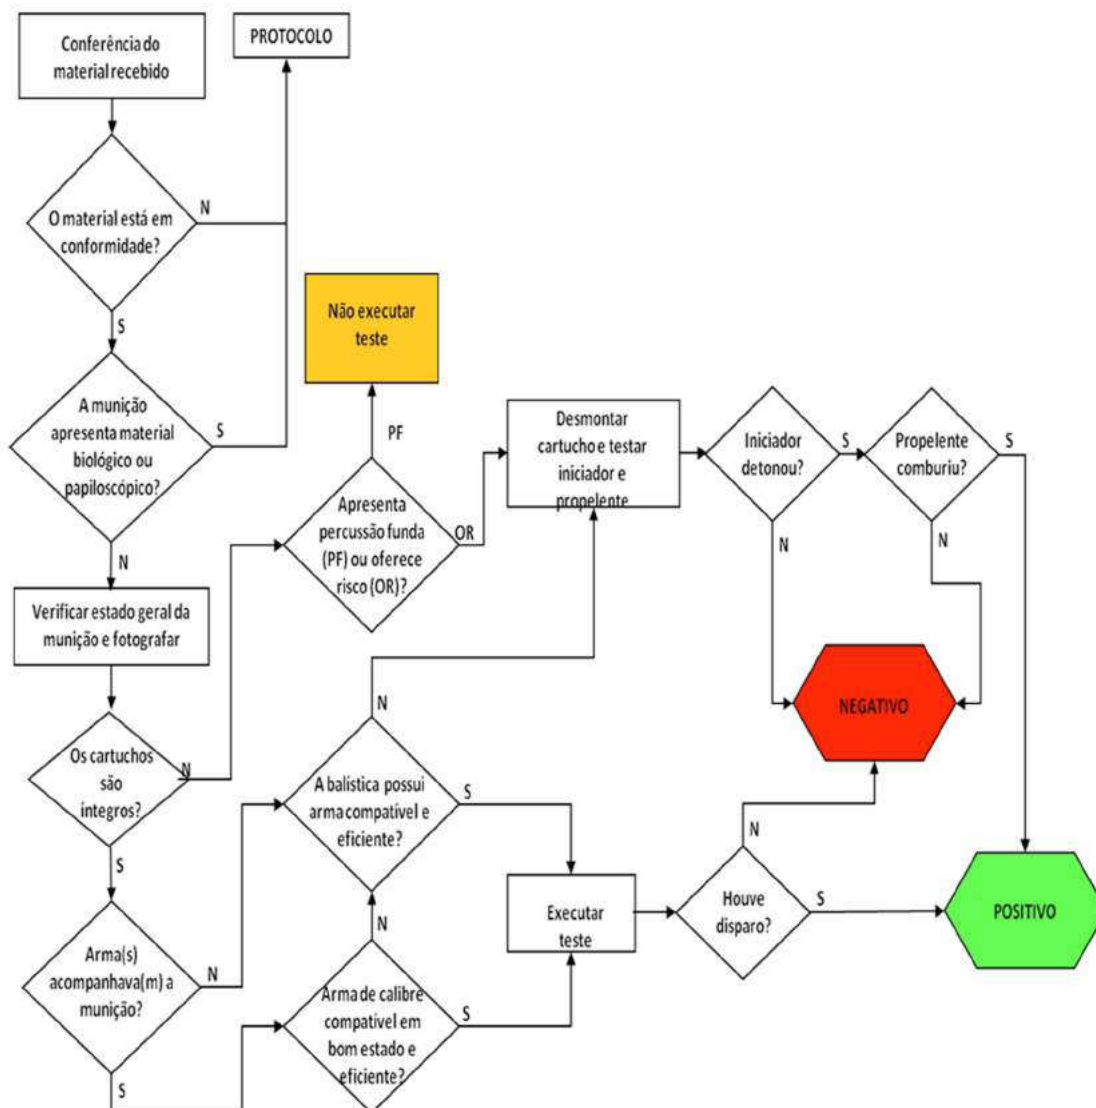 Conferência do
material recebido
PROTOCOLO
O material está em
conformidade?
N
S
A munição
apresenta material
biológico ou
papiloscópico?
S
N
Verificar estado geral da
munição e fotografar
Os cartuchos
são
íntegros?
N
S
Arma(s)
acompanhava(m) a
munição?
N
S
Não executar
teste
PF
Apresenta
percussão funda
(PF) ou oferece
risco (OR)?
OR
Desmontar
cartucho e testar
iniciador e
propelente
Iniciador
detonou?
S
N
Propelente
comburiu?
S
N
NEGATIVO
N
A balística possui
arma compatível e
eficiente?
S
N
Arma de calibre
compatível em
bom estado e
eficiente?
S
Executar
teste
Houve
disparo?
N
S
POSITIVO